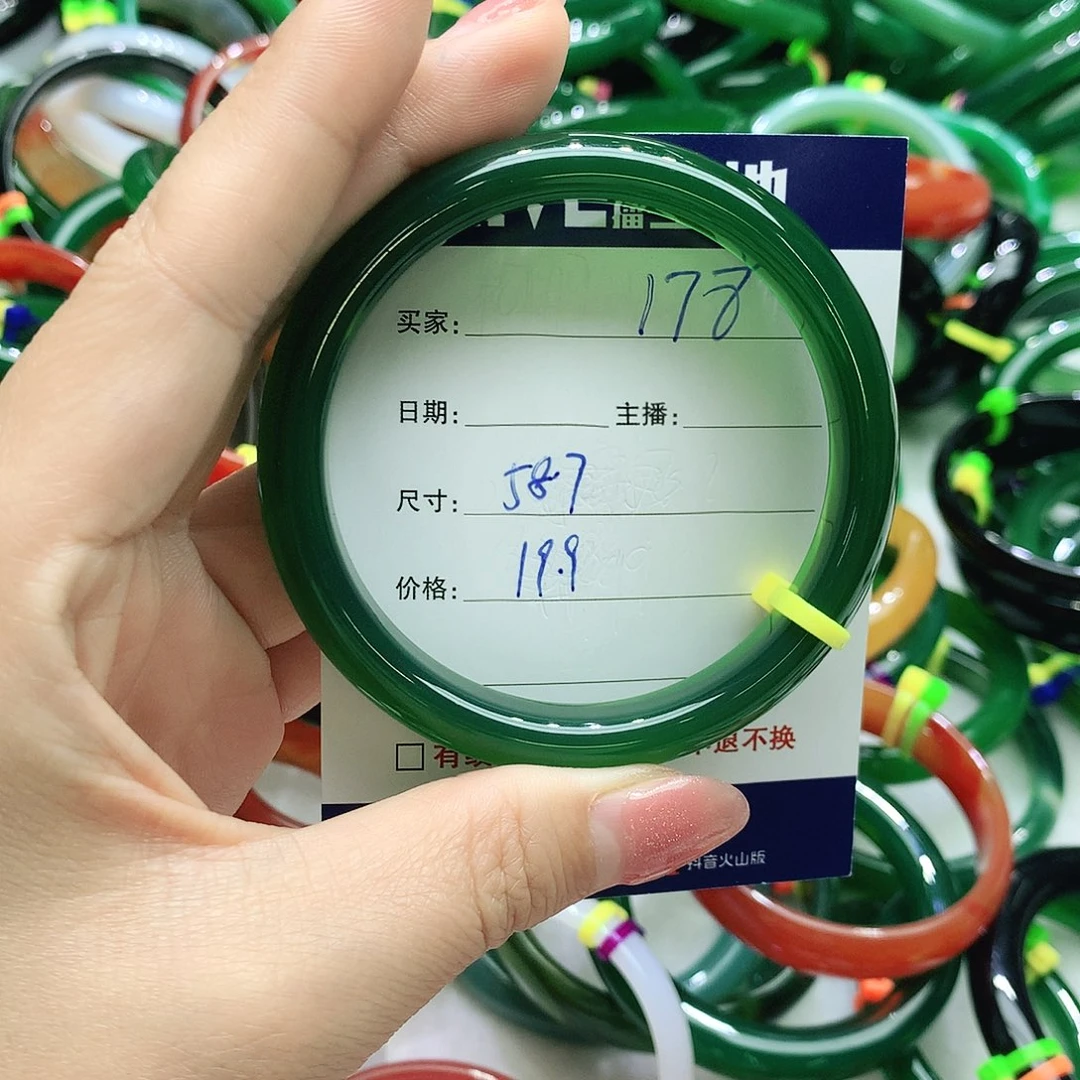 播
买家: 178
日期: 主播:
尺寸: 58.7
价格: 19.9
□ 有 退不换
抖音火山版